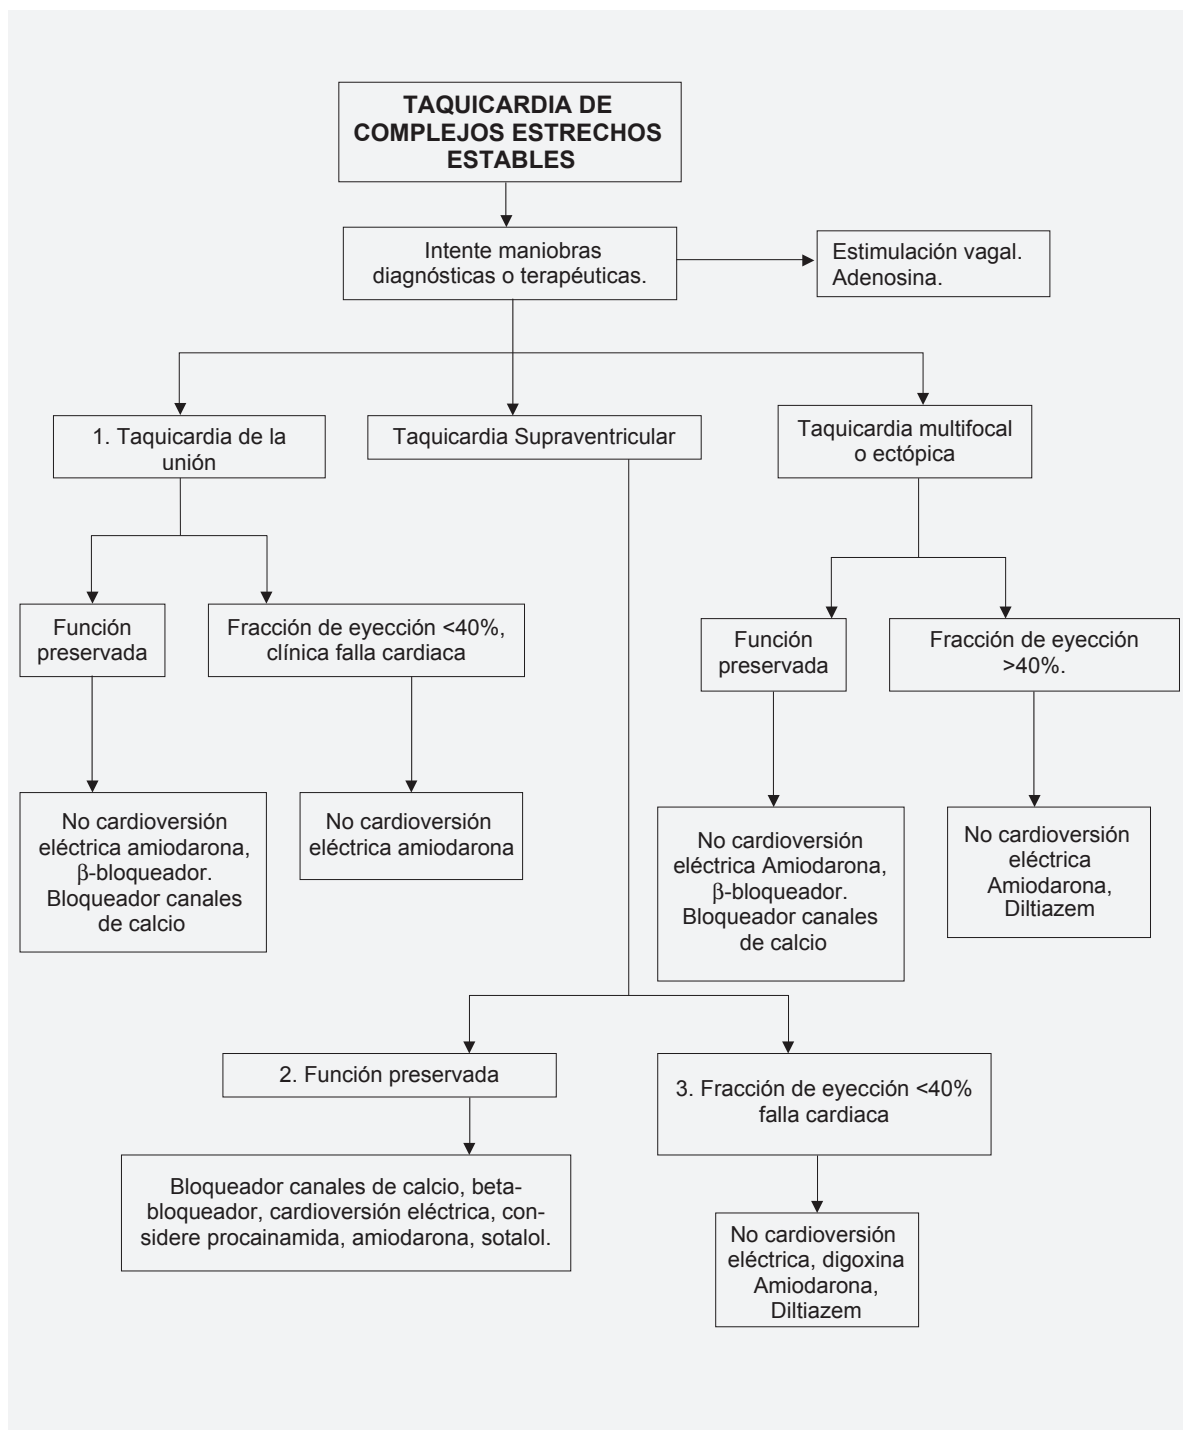 TAQUICARDIA DE
COMPLEJOS ESTRECHOS
ESTABLES
Intente maniobras
diagnósticas o terapéuticas.
Estimulación vagal.
Adenosina.
1. Taquicardia de la
unión
Taquicardia Supraventricular
Taquicardia multifocal
o ectópica
Función
preservada
Fracción de eyección <40%,
clínica falla cardiaca
Función
preservada
Fracción de eyección
>40%.
No cardioversión
eléctrica amiodarona,
β-bloqueador.
Bloqueador canales
de calcio
No cardioversión
eléctrica amiodarona
No cardioversión
eléctrica Amiodarona,
β-bloqueador.
Bloqueador canales
de calcio
No cardioversión
eléctrica
Amiodarona,
Diltiazem
2. Función preservada
3. Fracción de eyección <40%
falla cardiaca
Bloqueador canales de calcio, beta-
bloqueador, cardioversión eléctrica, con-
sidere procainamida, amiodarona, sotalol.
No cardioversión
eléctrica, digoxina
Amiodarona,
Diltiazem